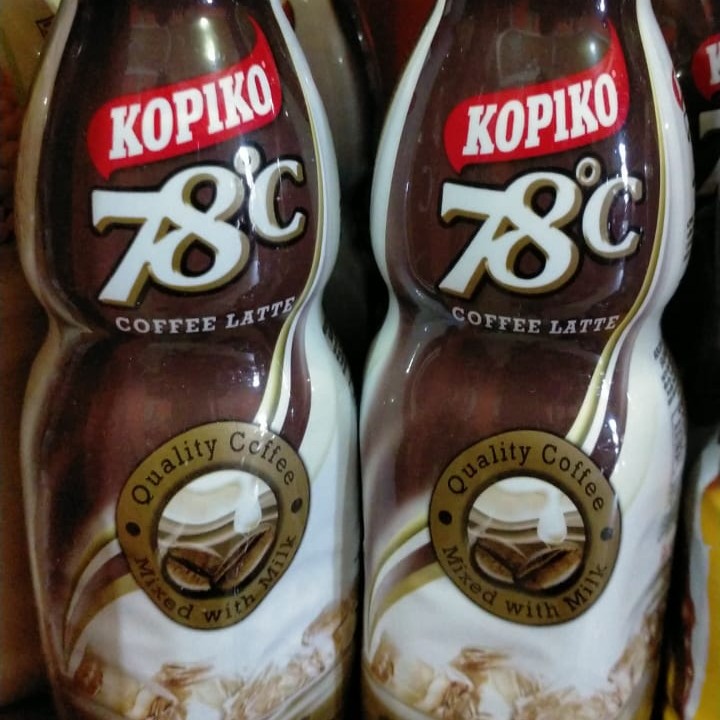 KOPIKO
78°C
COFFEE LATTE
Quality Coffee
Mixed with Milk
KOPIKO
78°C
COFFEE LATTE
Quality Coffee
Mixed with Milk